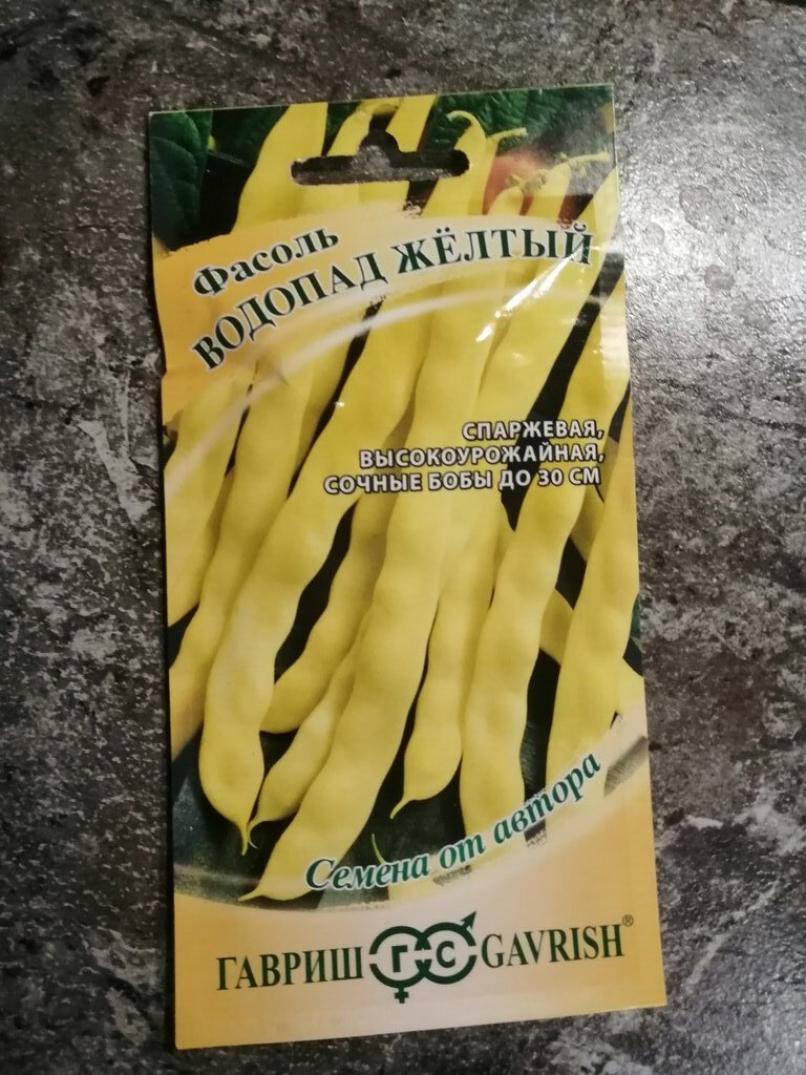 Фасоль
ВОДОПАД ЖЁЛТЫЙ
СПАРЖЕВАЯ,
ВЫСОКОУРОЖАЙНАЯ,
СОЧНЫЕ БОБЫ ДО 30 СМ
Семена от автора
ГАВРИШ ГС GAVRISH®